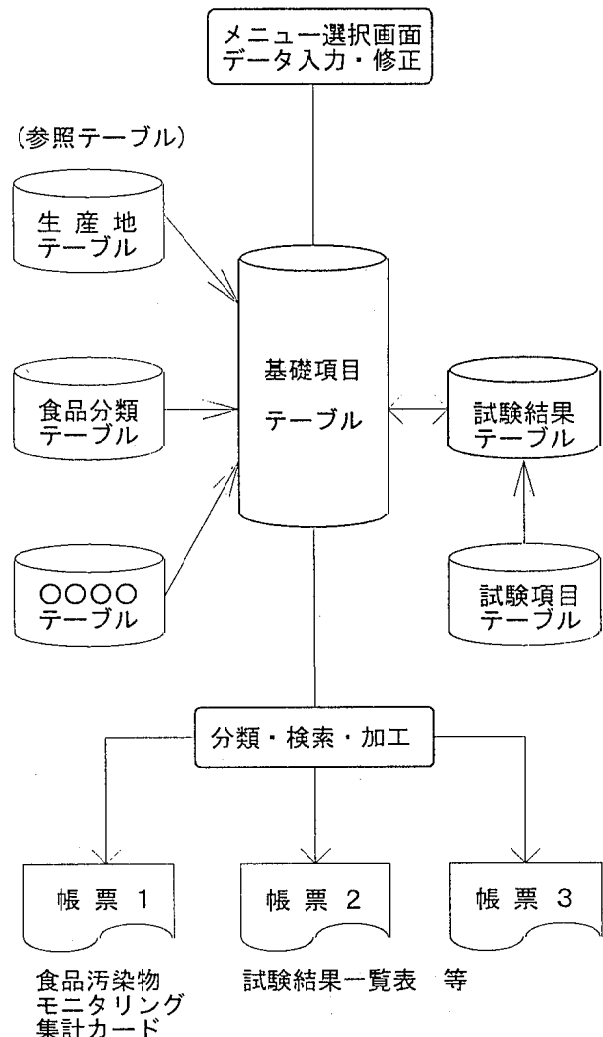 メニュー選択画面
データ入力・修正
(参照テーブル)
生 産 地
テーブル
食品分類
テーブル
○○○○
テーブル
基礎項目
テーブル
試験結果
テーブル
試験項目
テーブル
分類・検索・加工
帳 票 1
帳 票 2
帳 票 3
食品汚染物
モニタリング
集計カード
試験結果一覧表 等